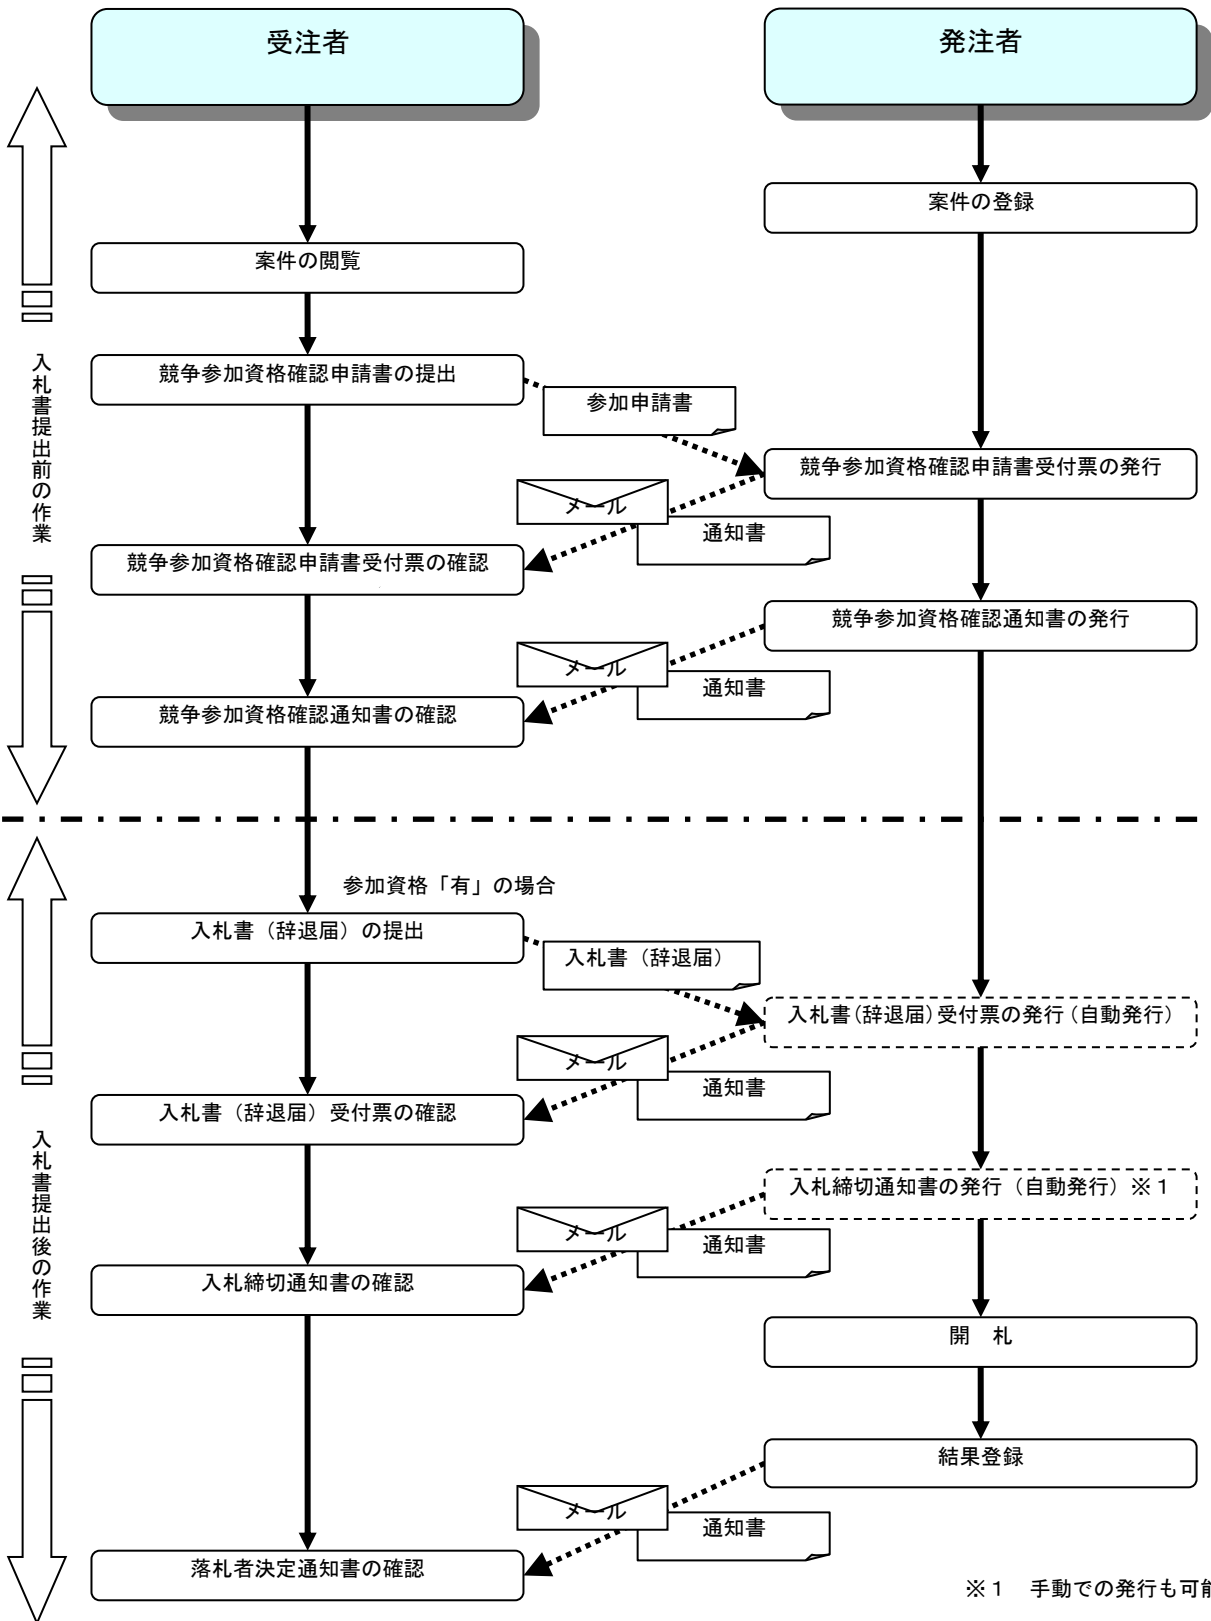 受注者
発注者
案件の登録
案件の閲覧
競争参加資格確認申請書の提出
参加申請書
競争参加資格確認申請書受付票の発行
メール
通知書
競争参加資格確認申請書受付票の確認
競争参加資格確認通知書の発行
メール
通知書
競争参加資格確認通知書の確認
入札書提出前の作業
参加資格「有」の場合
入札書（辞退届）の提出
入札書（辞退届）
入札書(辞退届)受付票の発行(自動発行)
メール
通知書
入札書（辞退届）受付票の確認
入札締切通知書の発行（自動発行）※１
メール
通知書
入札締切通知書の確認
開　札
結果登録
メール
通知書
落札者決定通知書の確認
入札書提出後の作業
※１　手動での発行も可能